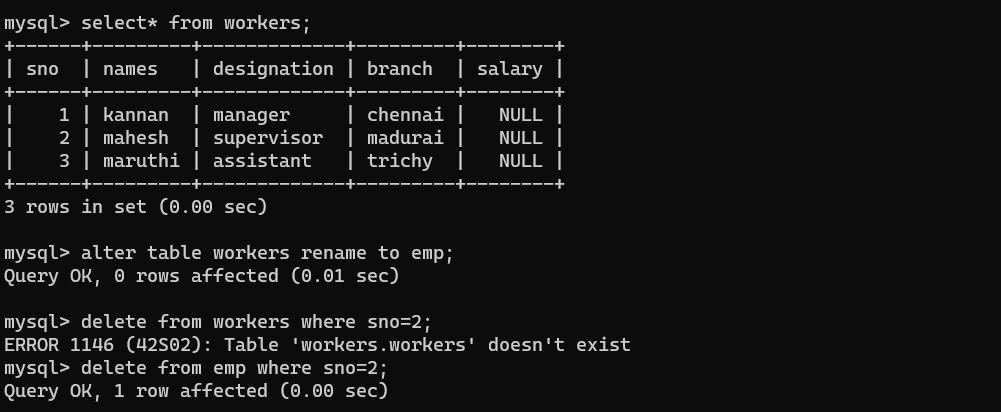 mysql> select* from workers;
+------+---------+-------------+---------+--------+
| sno  | names   | designation | branch  | salary |
+------+---------+-------------+---------+--------+
|    1 | kannan  | manager     | chennai |   NULL |
|    2 | mahesh  | supervisor  | madurai |   NULL |
|    3 | maruthi | assistant   | trichy  |   NULL |
+------+---------+-------------+---------+--------+
3 rows in set (0.00 sec)
mysql> alter table workers rename to emp;
Query OK, 0 rows affected (0.01 sec)
mysql> delete from workers where sno=2;
ERROR 1146 (42S02): Table 'workers.workers' doesn't exist
mysql> delete from emp where sno=2;
Query OK, 1 row affected (0.00 sec)